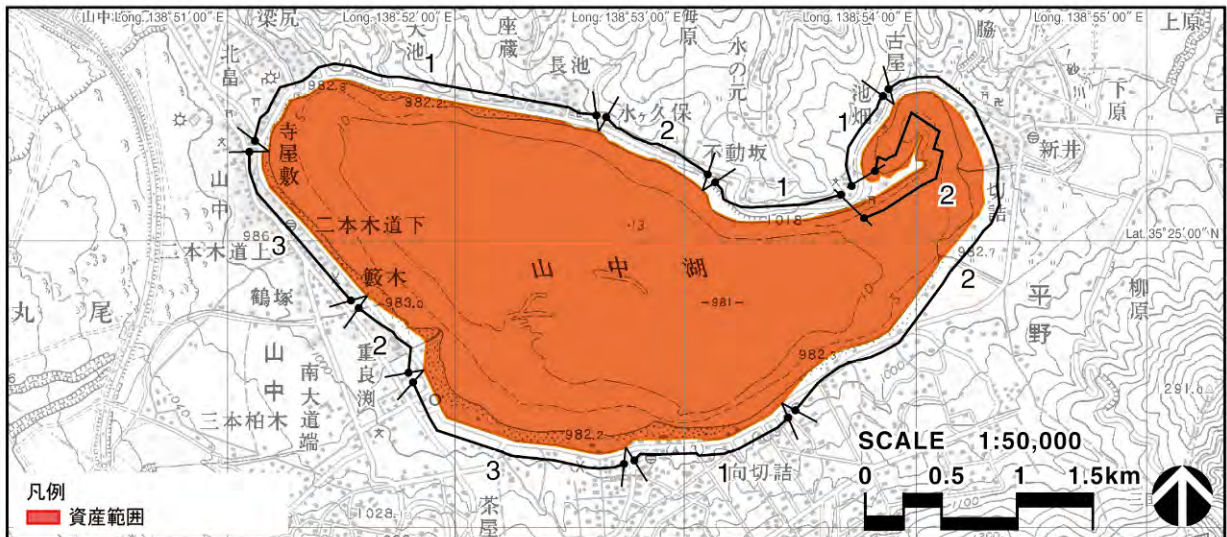 Long. 138°51′00″ E
Long. 138°52′00″ E
Long. 138°53′00″ E
Long. 138°54′00″ E
Long. 138°55′00″ E
山中
梁尻
大池
座蔵
長池
水の元
古屋
上原
下原
北畠
982.2
水ヶ久保
池畑
不動坂
新井
切詰
寺屋敷
山中
1
2
1
1
2
2
3
2
3
1
1018
982.7
Lat. 35°25′00″ N
986
二本木道上
二本木道下
13
山中湖
-981-
籔木
983.0
鶴塚
丸尾
平野
柳原
山中
南大道端
重良渕
三本柏木
982.3
1000
291.0
1040
982.2
向切詰
茶屋
1028
SCALE 1:50,000
0 0.5 1 1.5km
凡例
資産範囲